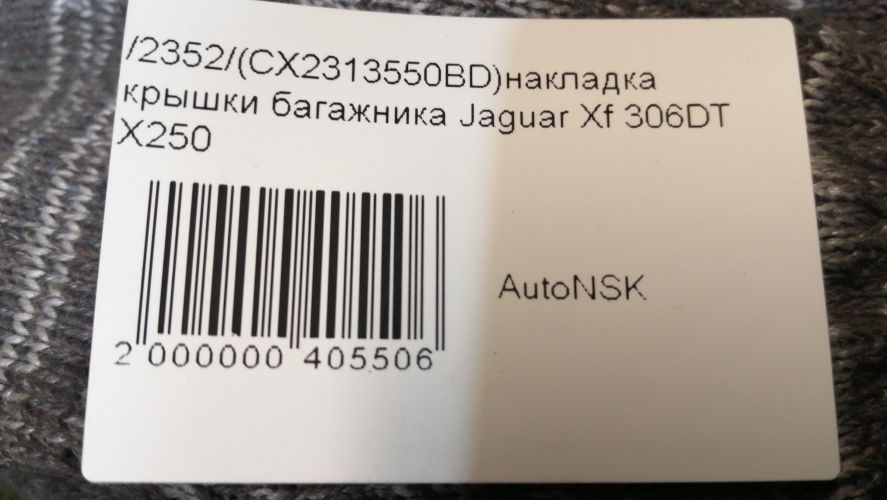 /2352/(CX2313550BD)накладка
крышки багажника Jaguar Xf 306DT
X250
AutoNSK
2 000000 405506